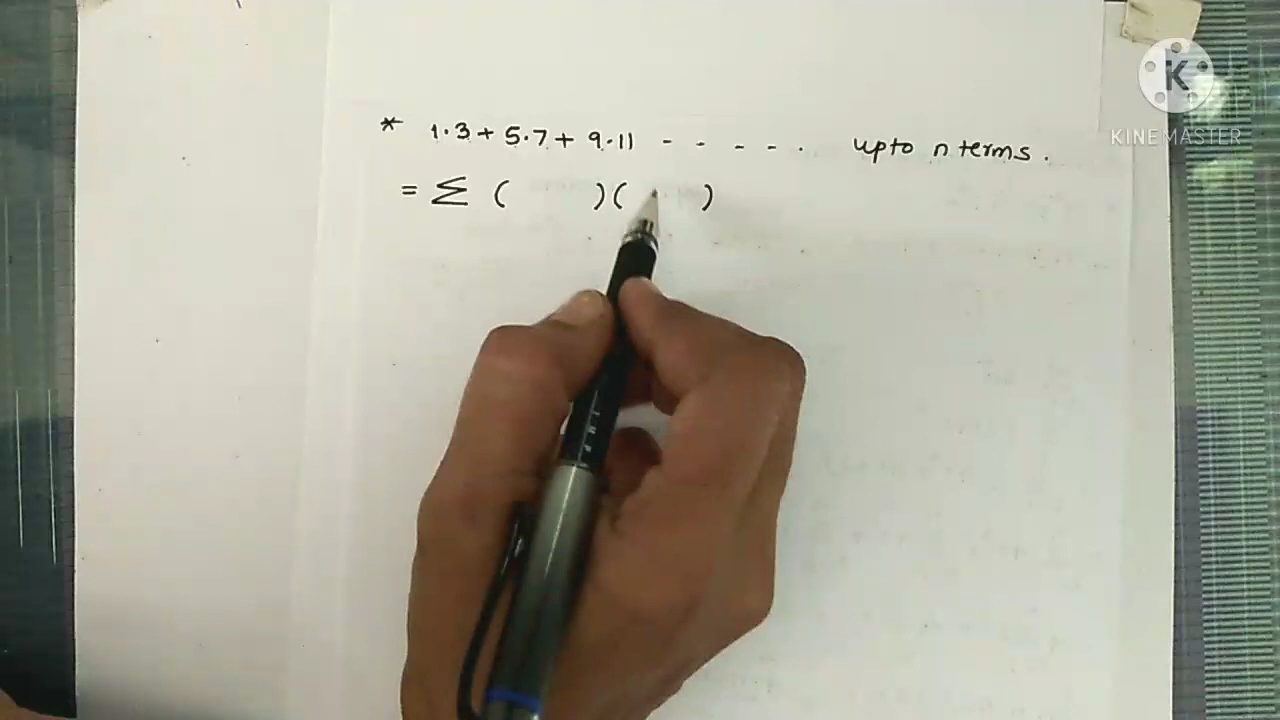 * 1.3 + 5.7 + 9.11 - - - - . upto n terms.
= Σ ( )( )
K
KINEMASTER